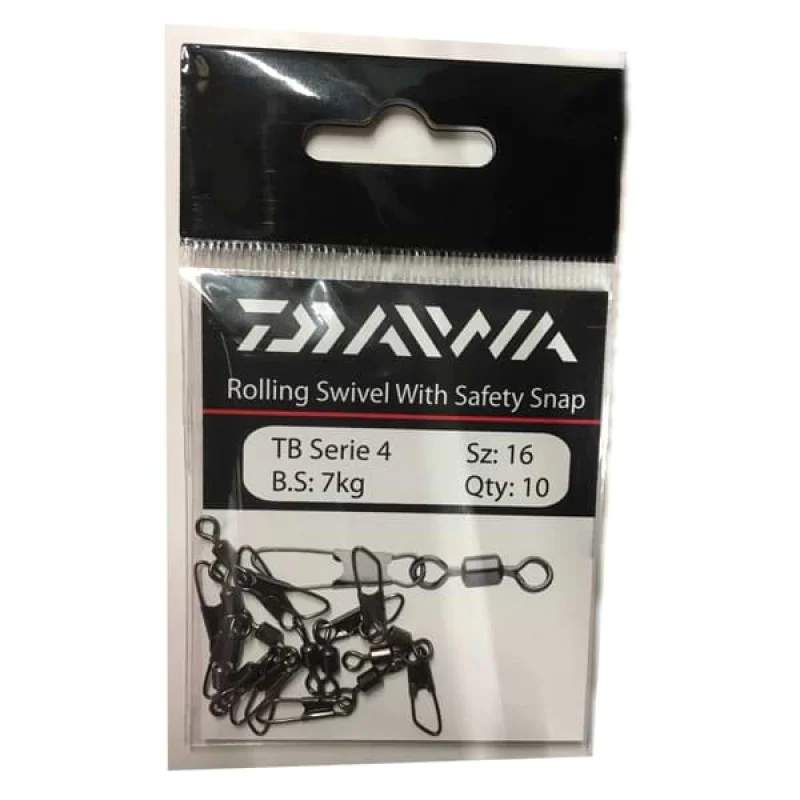 DAIWA
Rolling Swivel With Safety Snap
TB Serie 4 Sz: 16
B.S: 7kg Qty: 10